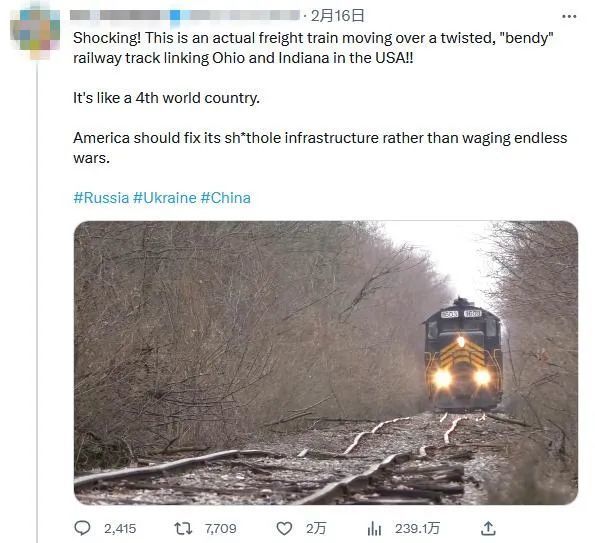 · 2月16日
Shocking! This is an actual freight train moving over a twisted, "bendy"
railway track linking Ohio and Indiana in the USA!!
It's like a 4th world country.
America should fix its sh*thole infrastructure rather than waging endless
wars.
#Russia #Ukraine #China
1603 1603
2,415 7,709 2万 239.1万